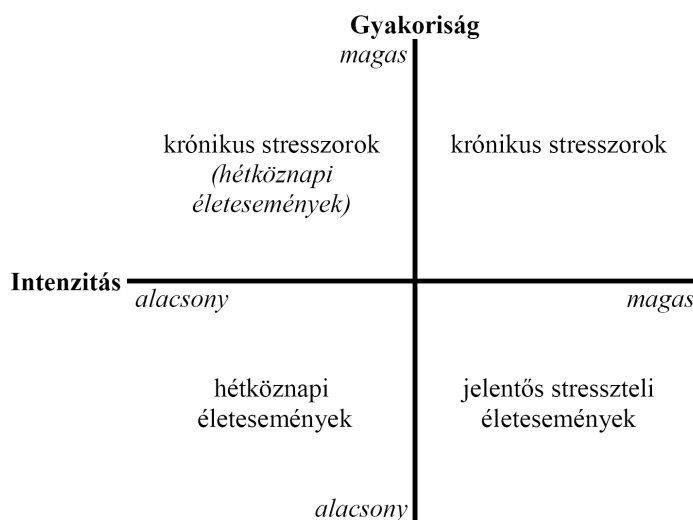 Gyakoriság
magas
krónikus stresszorok
(hétköznapi
életesemények)
krónikus stresszorok
Intenzitás
alacsony
magas
hétköznapi
életesemények
jelentős stresszteli
életesemények
alacsony